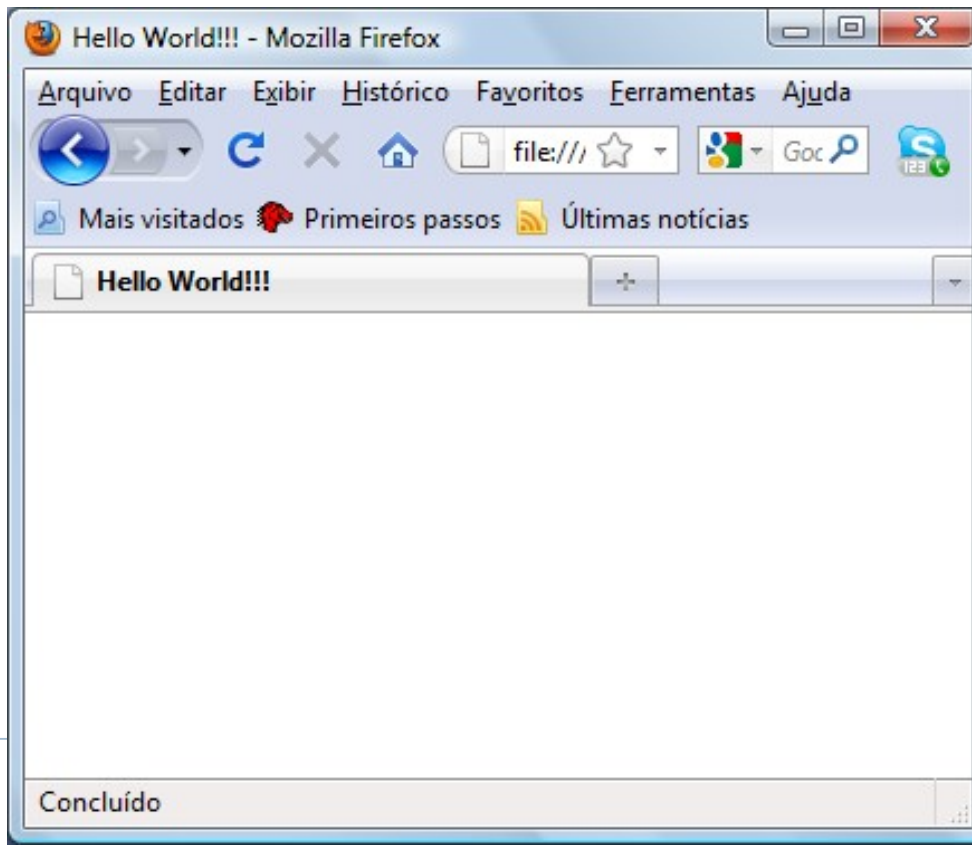 Hello World!!! - Mozilla Firefox
Arquivo Editar Exibir Histórico Favoritos Ferramentas Ajuda
file:/// Goo
Mais visitados Primeiros passos Últimas notícias
Hello World!!!
Concluído